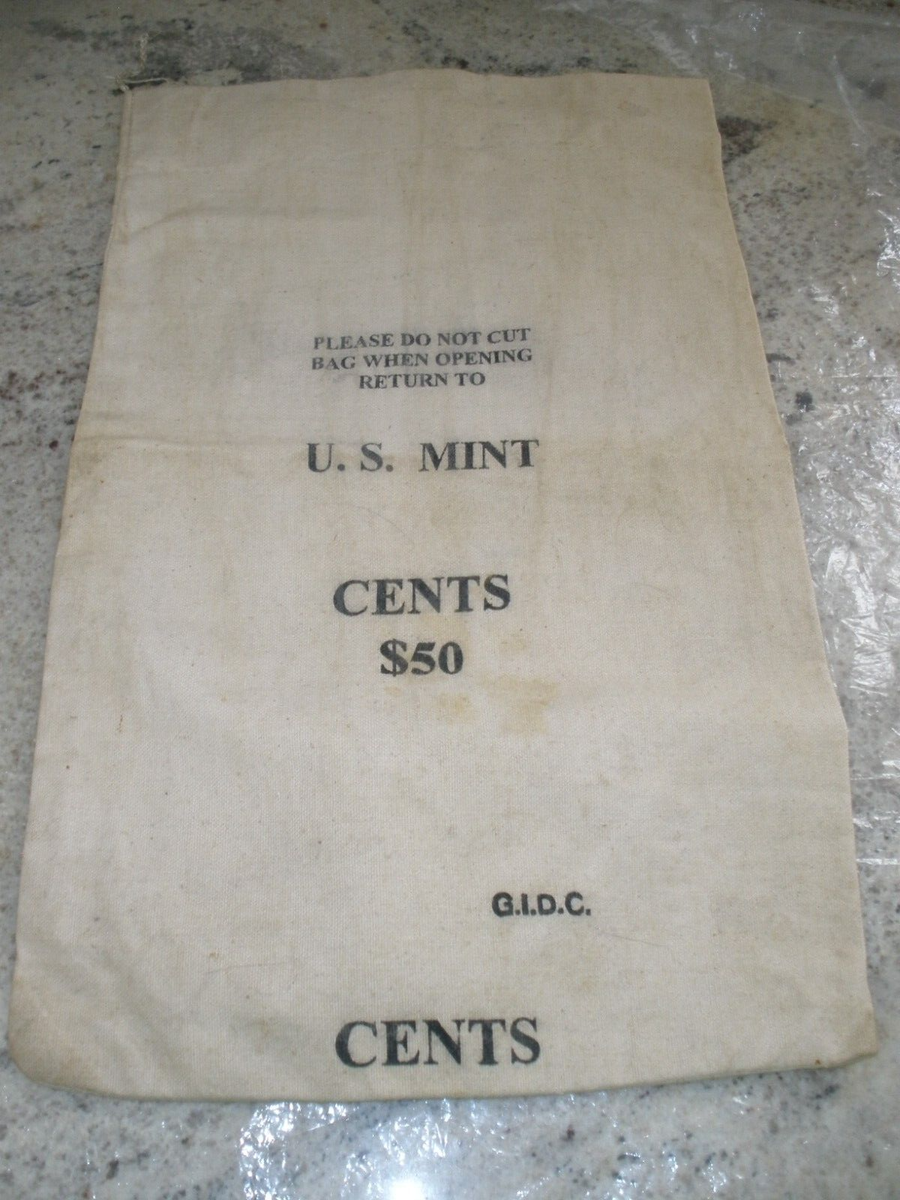 PLEASE DO NOT CUT
BAG WHEN OPENING
RETURN TO
U. S. MINT
CENTS
$50
G.I.D.C.
CENTS